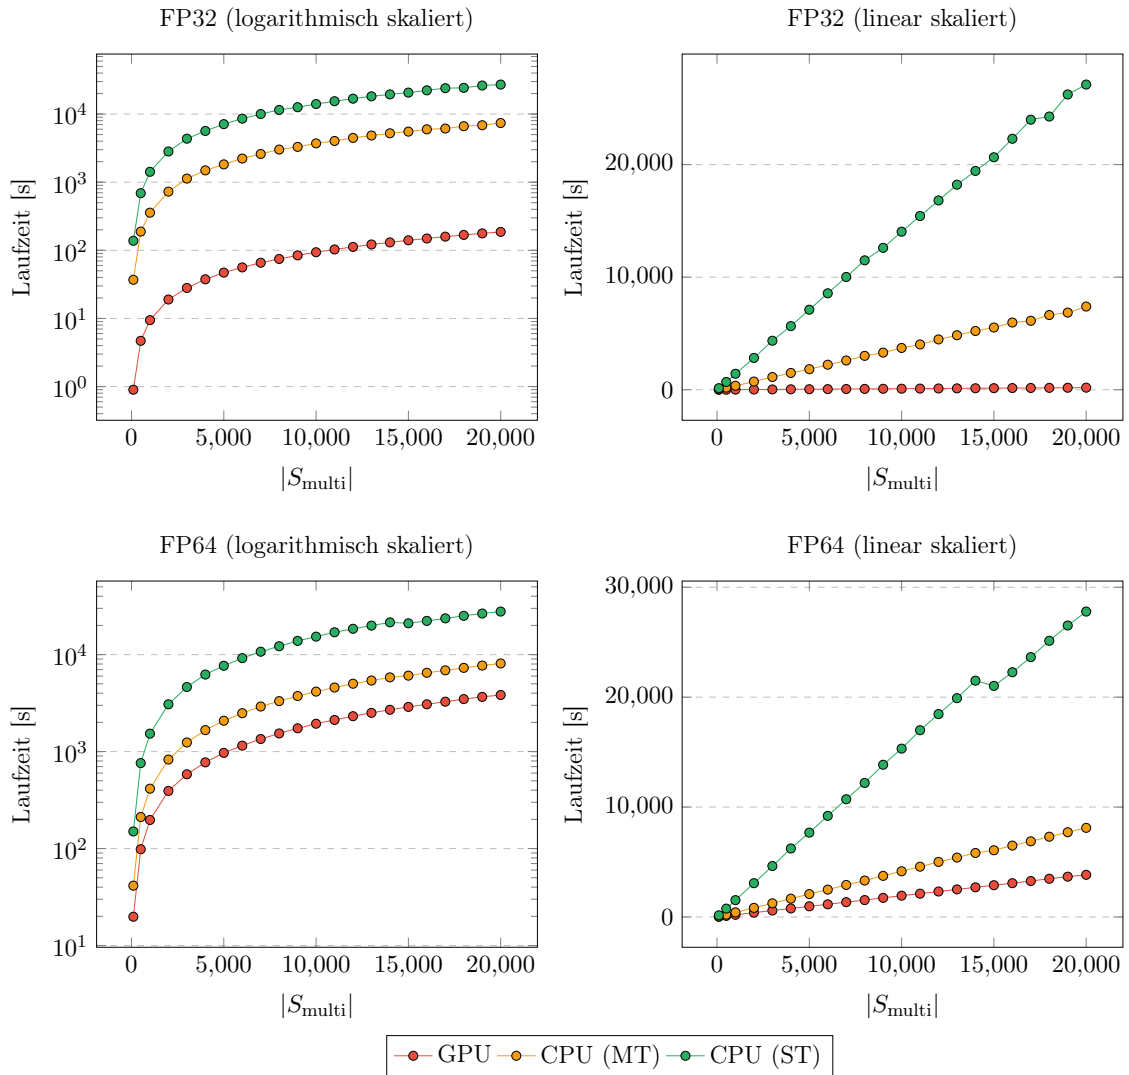 FP32 (logarithmisch skaliert)
Laufzeit [s]
10^4
10^3
10^2
10^1
10^0
0
5,000
10,000
15,000
20,000
|S_multi|
FP32 (linear skaliert)
Laufzeit [s]
20,000
10,000
0
0
5,000
10,000
15,000
20,000
|S_multi|
FP64 (logarithmisch skaliert)
Laufzeit [s]
10^4
10^3
10^2
10^1
0
5,000
10,000
15,000
20,000
|S_multi|
FP64 (linear skaliert)
Laufzeit [s]
30,000
20,000
10,000
0
0
5,000
10,000
15,000
20,000
|S_multi|
GPU CPU (MT) CPU (ST)